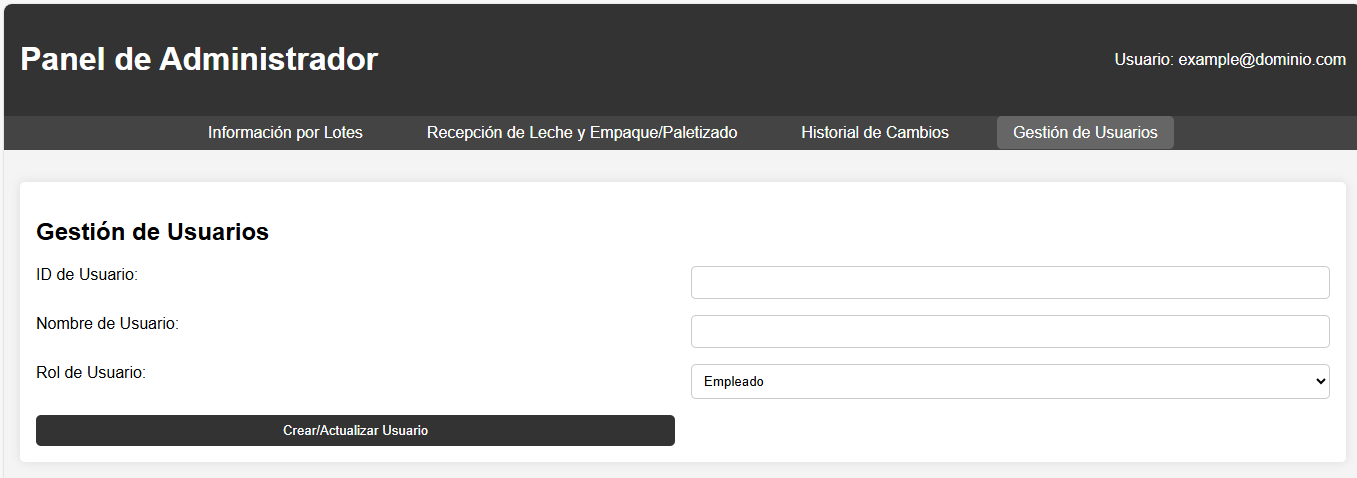 Panel de Administrador
Usuario: example@dominio.com
Información por Lotes
Recepción de Leche y Empaque/Paletizado
Historial de Cambios
Gestión de Usuarios
Gestión de Usuarios
ID de Usuario:
Nombre de Usuario:
Rol de Usuario:
Empleado
Crear/Actualizar Usuario